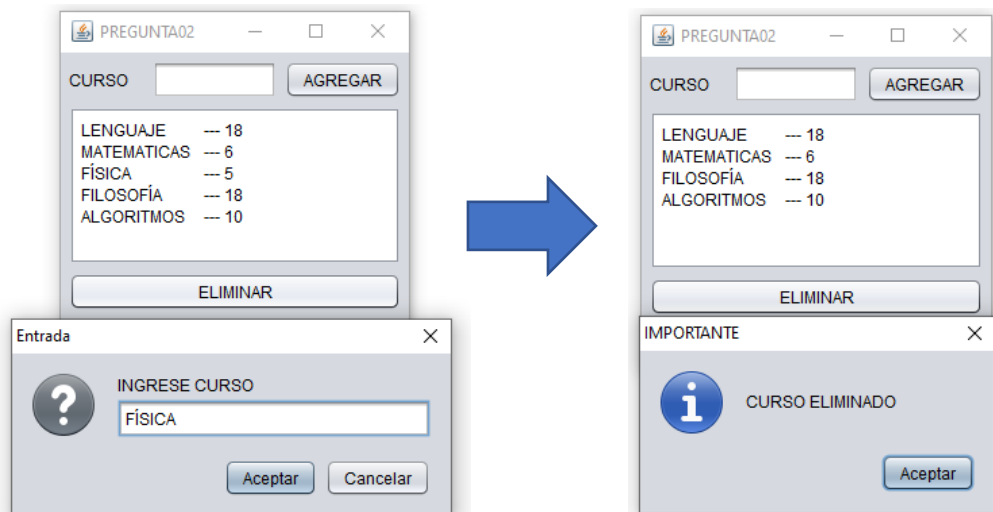 PREGUNTA02
CURSO AGREGAR
LENGUAJE --- 18
MATEMATICAS --- 6
FÍSICA --- 5
FILOSOFÍA --- 18
ALGORITMOS --- 10
ELIMINAR
Entrada
INGRESE CURSO
FÍSICA
Aceptar Cancelar
PREGUNTA02
CURSO AGREGAR
LENGUAJE --- 18
MATEMATICAS --- 6
FILOSOFÍA --- 18
ALGORITMOS --- 10
ELIMINAR
IMPORTANTE
CURSO ELIMINADO
Aceptar